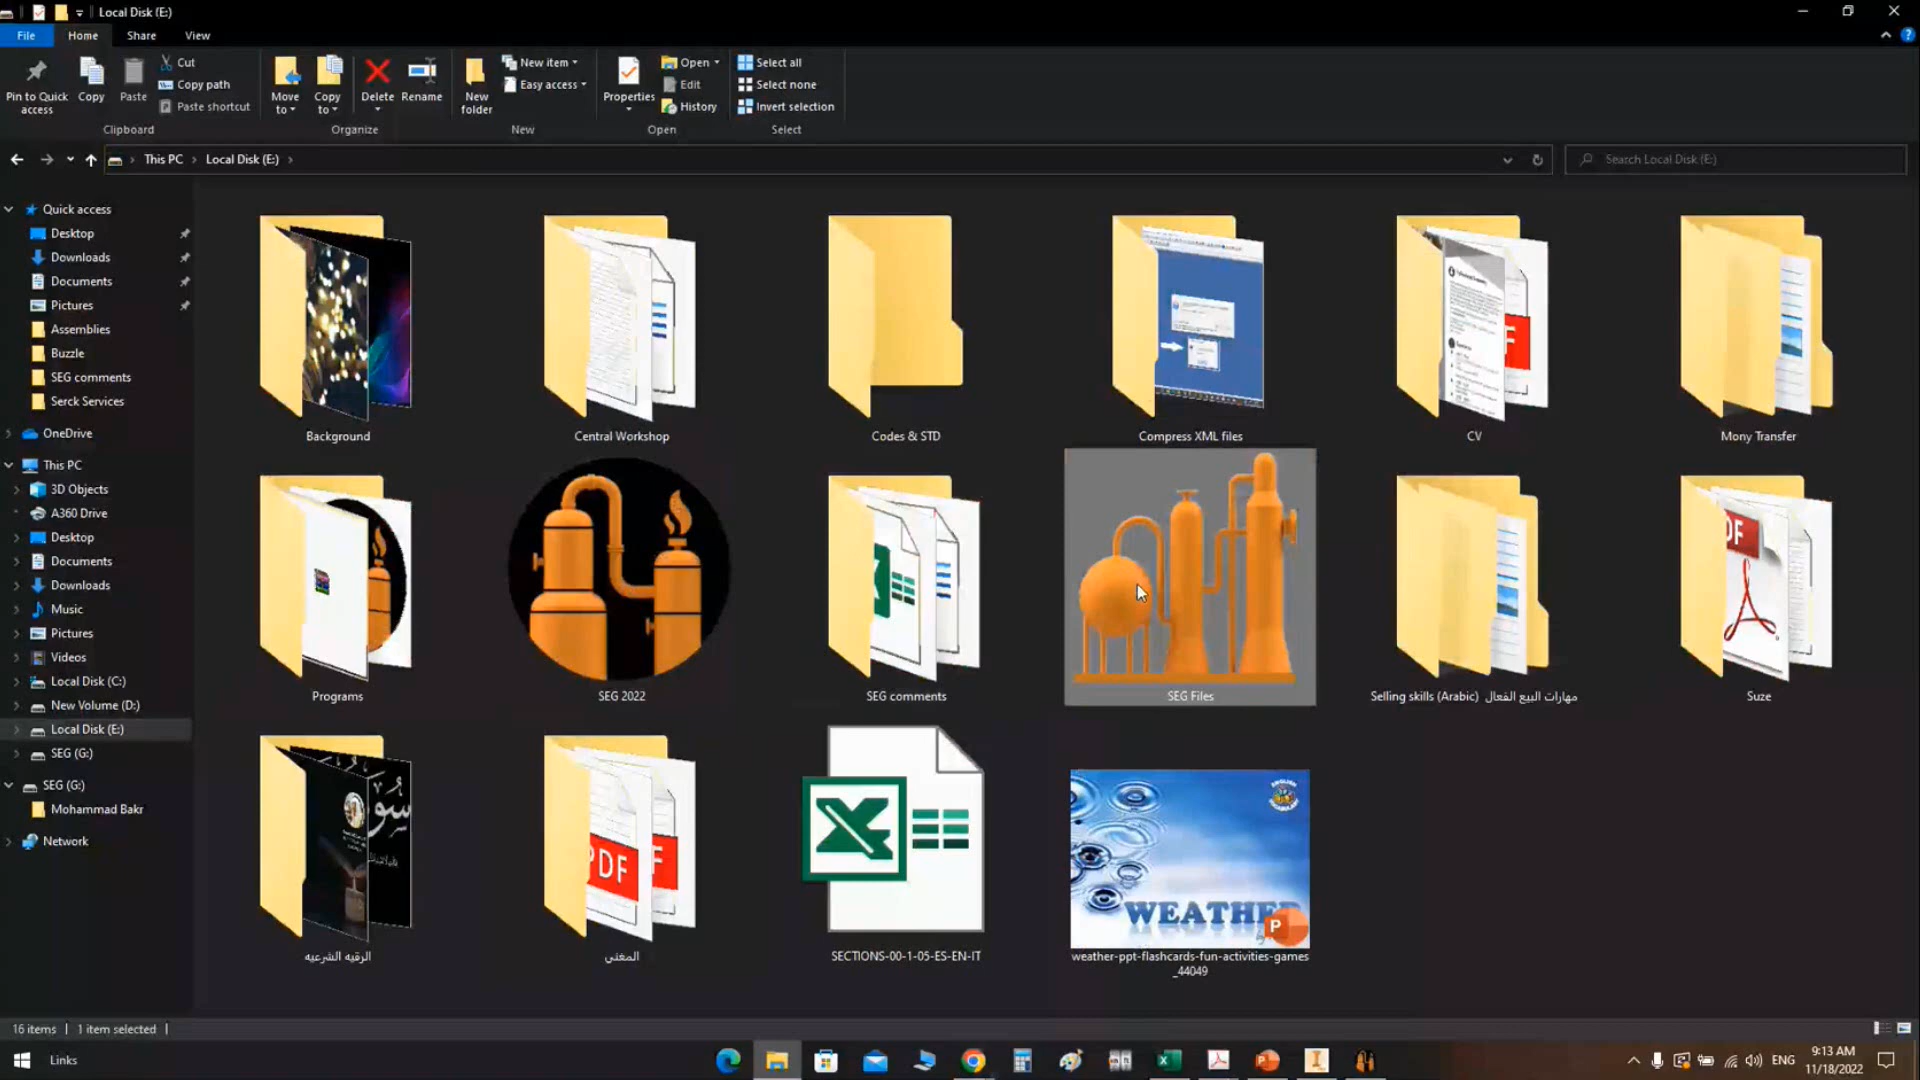 Local Disk (E:)
File Home Share View
Pin to Quick access
Copy
Paste
Cut
Copy path
Paste shortcut
Clipboard
Move to
Copy to
Delete
Rename
Organize
New folder
New item
Easy access
New
Properties
Open
Edit
History
Open
Select all
Select none
Invert selection
Select
This PC
Local Disk (E:)
Search Local Disk (E:)
Quick access
Desktop
Downloads
Documents
Pictures
Assemblies
Buzzle
SEG comments
Serck Services
OneDrive
This PC
3D Objects
A360 Drive
Desktop
Documents
Downloads
Music
Pictures
Videos
Local Disk (C:)
New Volume (D:)
Local Disk (E:)
SEG (G:)
SEG (G:)
Mohammad Bakr
Network
Background
Central Workshop
Codes & STD
Compress XML files
CV
Mony Transfer
Programs
SEG 2022
SEG comments
SEG Files
Selling skills (Arabic) مهارات البيع الفعال
Suze
الرقيه الشرعيه
المغني
SECTIONS-00-1-05-ES-EN-IT
WEATHER
weather-ppt-flashcards-fun-activities-games
_44049
16 items
1 item selected
Links
ENG
9:13 AM
11/18/2022